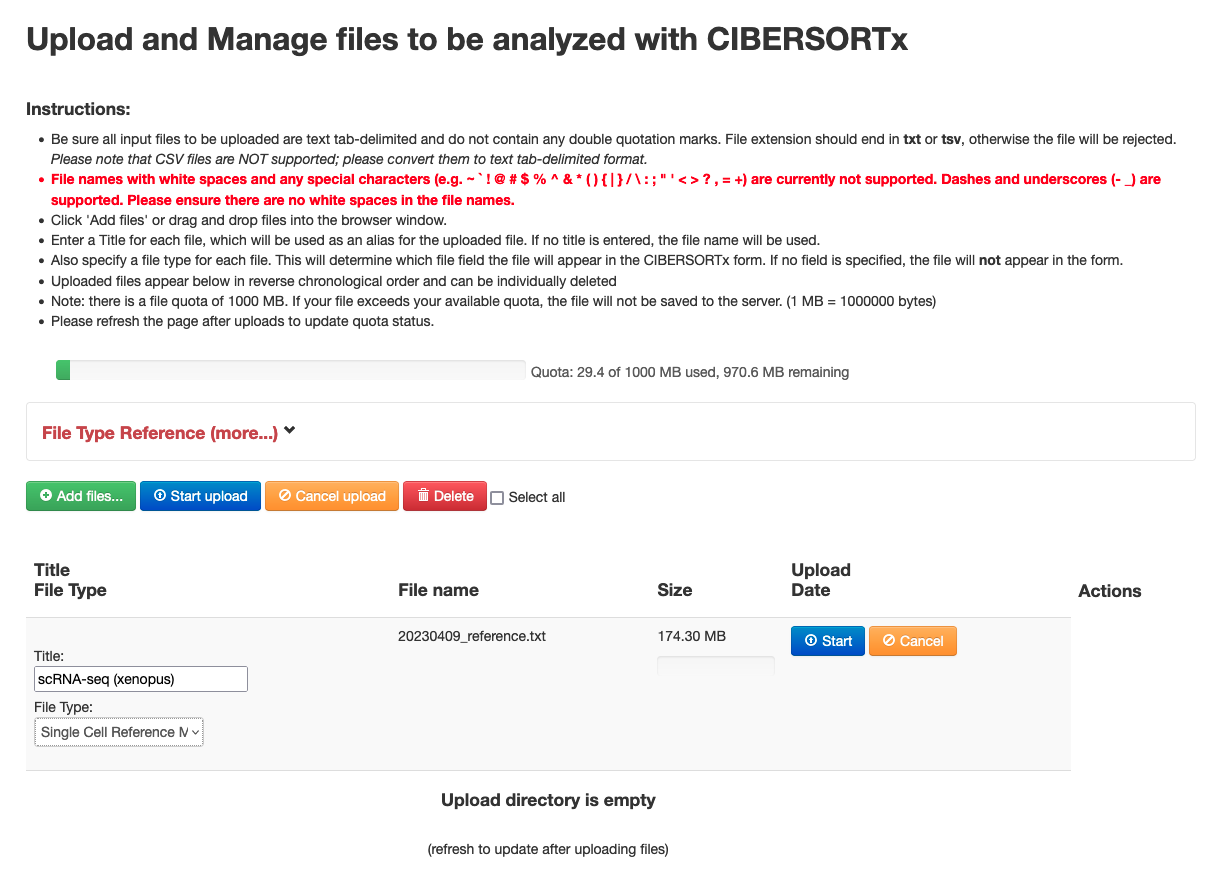 Upload and Manage files to be analyzed with CIBERSORTx
Instructions:
Be sure all input files to be uploaded are text tab-delimited and do not contain any double quotation marks. File extension should end in txt or tsv, otherwise the file will be rejected.
Please note that CSV files are NOT supported; please convert them to text tab-delimited format.
File names with white spaces and any special characters (e.g. ~ ` ! @ # $ % ^ & * ( ) { | } / \ : ; " ' < > ? , = +) are currently not supported. Dashes and underscores (- _) are
supported. Please ensure there are no white spaces in the file names.
Click 'Add files' or drag and drop files into the browser window.
Enter a Title for each file, which will be used as an alias for the uploaded file. If no title is entered, the file name will be used.
Also specify a file type for each file. This will determine which file field the file will appear in the CIBERSORTx form. If no field is specified, the file will not appear in the form.
Uploaded files appear below in reverse chronological order and can be individually deleted
Note: there is a file quota of 1000 MB. If your file exceeds your available quota, the file will not be saved to the server. (1 MB = 1000000 bytes)
Please refresh the page after uploads to update quota status.
Quota: 29.4 of 1000 MB used, 970.6 MB remaining
File Type Reference (more...)
Add files... Start upload Cancel upload Delete Select all
Title
File Type File name Size Upload
Date Actions
20230409_reference.txt 174.30 MB Start Cancel
Title:
scRNA-seq (xenopus)
File Type:
Single Cell Reference M
Upload directory is empty
(refresh to update after uploading files)